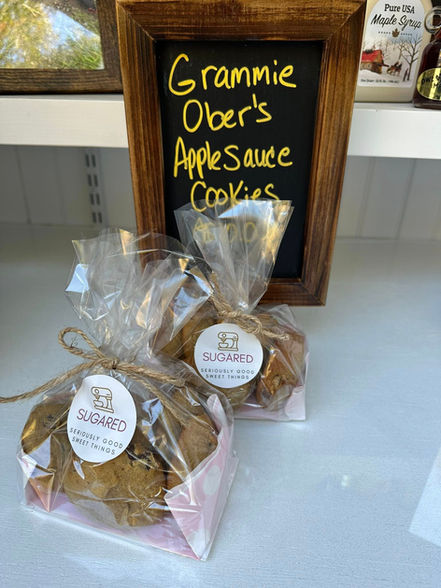 Pure USA
Maple Syrup
Grammie
Ober's
Applesauce
Cookies
SUGARED
SERIOUSLY GOOD
SWEET THINGS
SUGARED
SERIOUSLY GOOD
SWEET THINGS